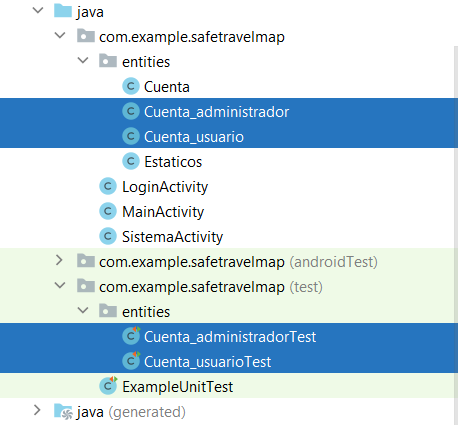 java
com.example.safetravelmap
entities
C Cuenta
C Cuenta_administrador
C Cuenta_usuario
C Estaticos
C LoginActivity
C MainActivity
C SistemaActivity
com.example.safetravelmap (androidTest)
com.example.safetravelmap (test)
entities
C Cuenta_administradorTest
C Cuenta_usuarioTest
C ExampleUnitTest
java (generated)